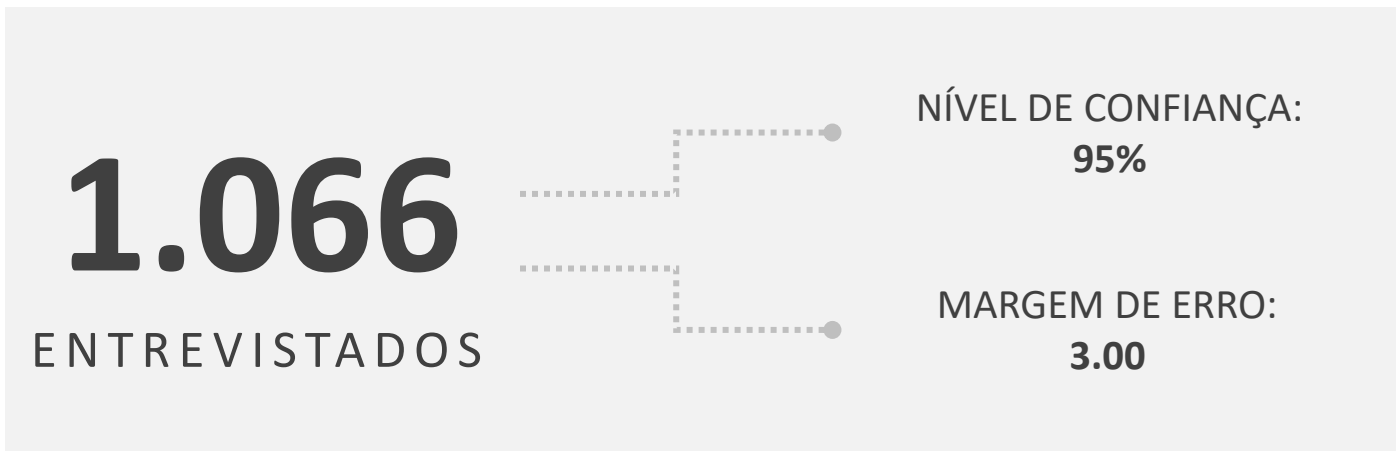 1.066
ENTREVISTADOS
NÍVEL DE CONFIANÇA:
95%
MARGEM DE ERRO:
3.00